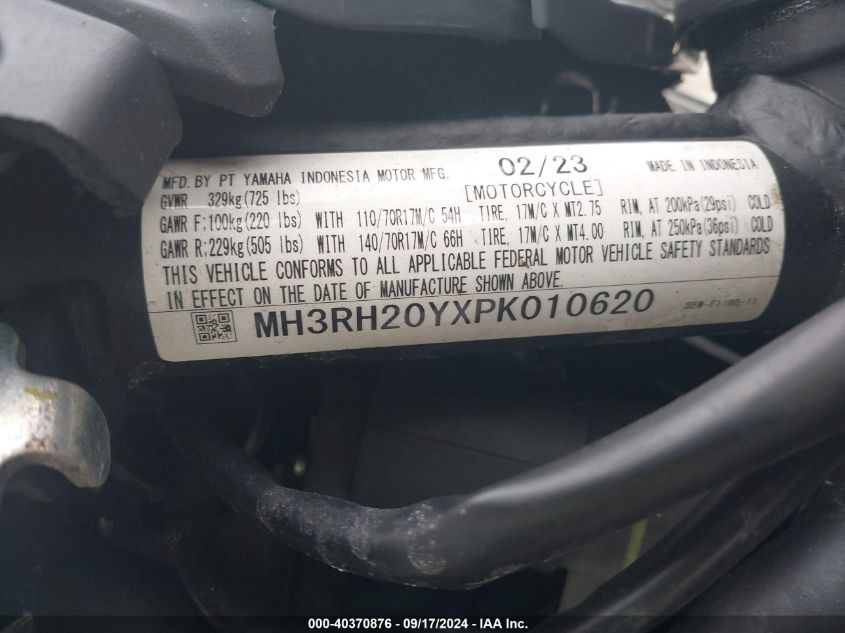 MFD. BY PT YAMAHA INDONESIA MOTOR MFG. 02/23 MADE IN INDONESIA
GVWR 329kg(725 lbs) [MOTORCYCLE]
GAWR F:100kg(220 lbs) WITH 110/70R17M/C 54H TIRE, 17M/C X MT2.75 RIM, AT 200kPa(29psi) COLD
GAWR R:229kg(505 lbs) WITH 140/70R17M/C 66H TIRE, 17M/C X MT4.00 RIM, AT 250kPa(36psi) COLD
THIS VEHICLE CONFORMS TO ALL APPLICABLE FEDERAL MOTOR VEHICLE SAFETY STANDARDS
IN EFFECT ON THE DATE OF MANUFACTURE SHOWN ABOVE.
MH3RH20YXPK010620
000-40370876 - 09/17/2024 - IAA Inc.